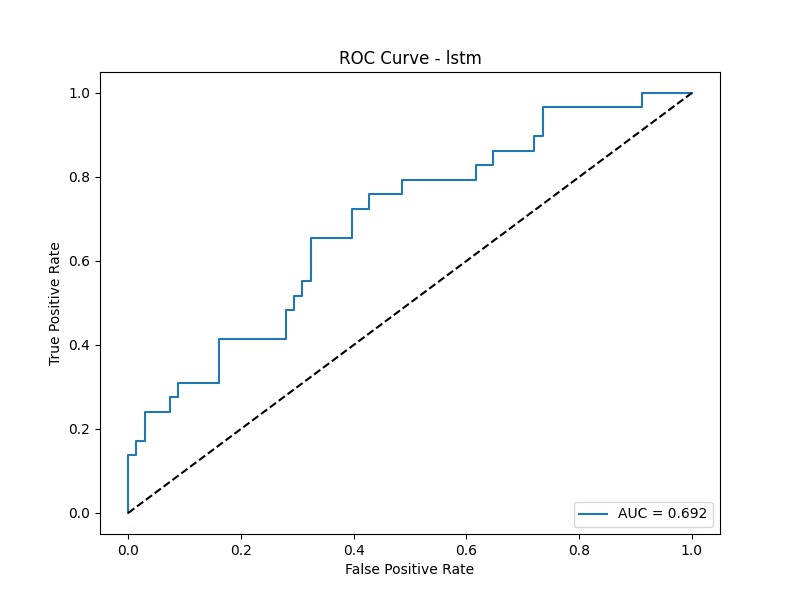 ROC Curve - lstm
1.0
0.8
0.6
0.4
0.2
0.0
True Positive Rate
AUC = 0.692
0.0 0.2 0.4 0.6 0.8 1.0
False Positive Rate